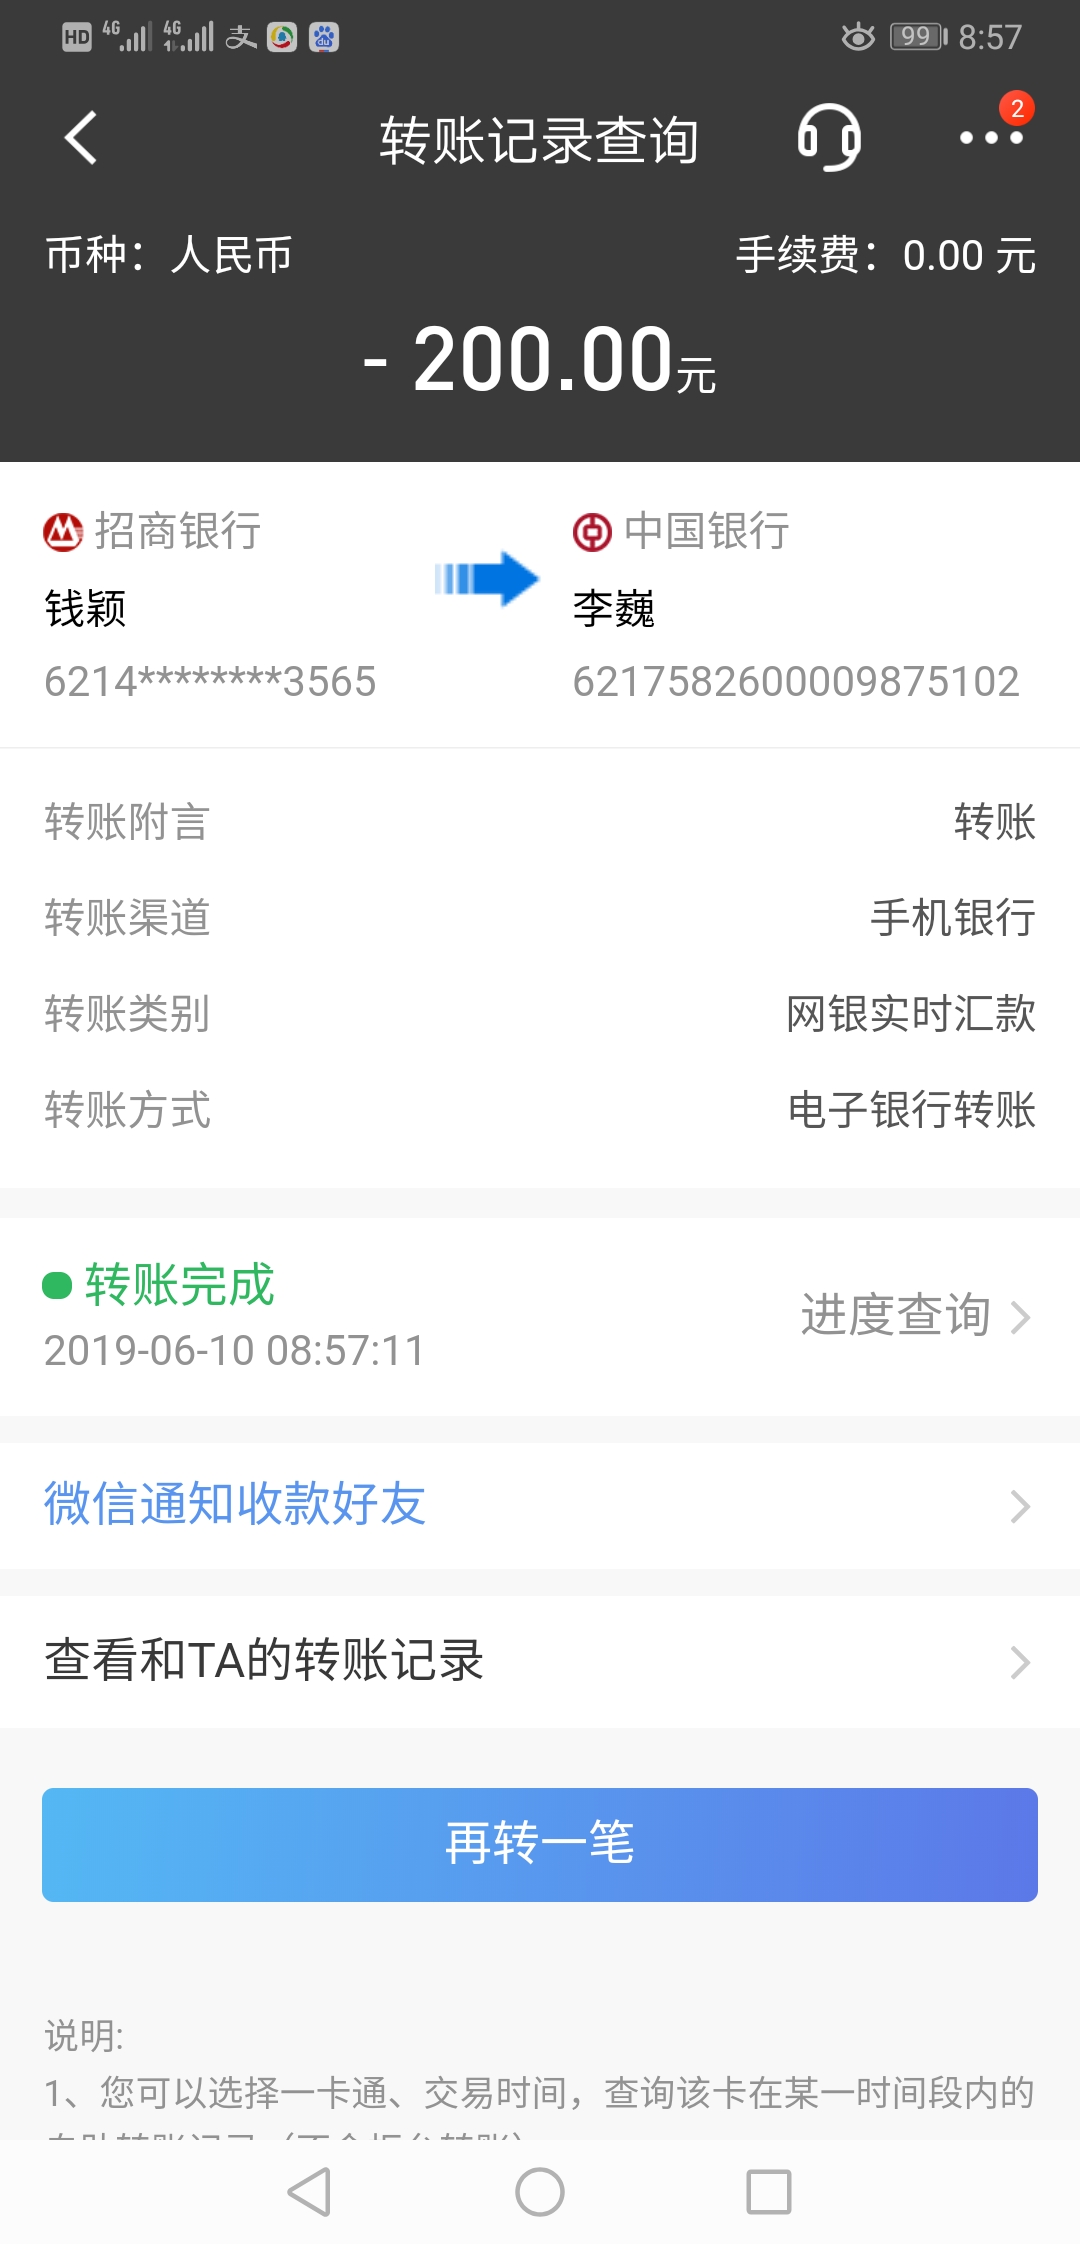 HD 4G 4G 支 du 99 8:57
转账记录查询 2
币种：人民币 手续费：0.00 元
- 200.00元
招商银行 中国银行
钱颖 李巍
6214********3565 6217582600009875102
转账附言 转账
转账渠道 手机银行
转账类别 网银实时汇款
转账方式 电子银行转账
转账完成 进度查询
2019-06-10 08:57:11
微信通知收款好友
查看和TA的转账记录
再转一笔
说明:
1、您可以选择一卡通、交易时间，查询该卡在某一时间段内的